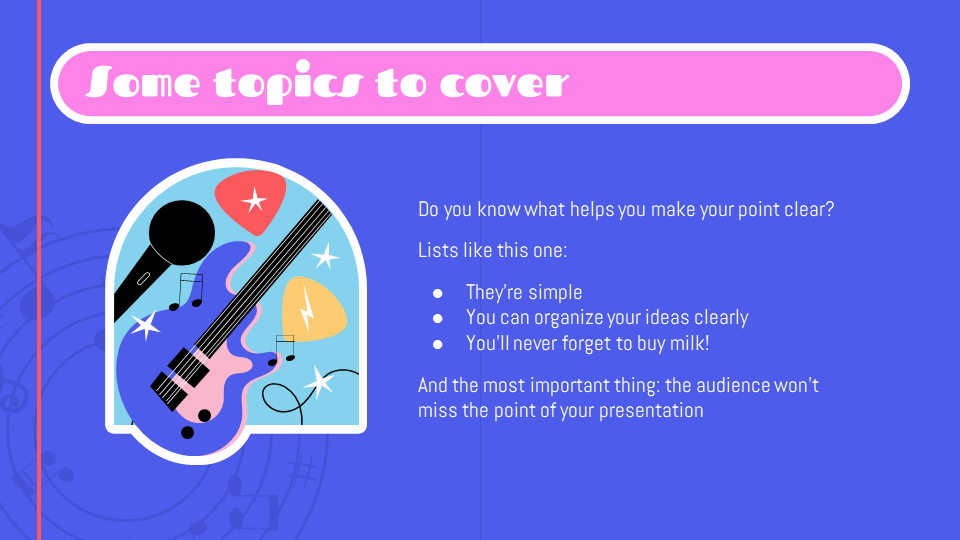 Some topics to cover
Do you know what helps you make your point clear?
Lists like this one:
● They're simple
● You can organize your ideas clearly
● You'll never forget to buy milk!
And the most important thing: the audience won't
miss the point of your presentation